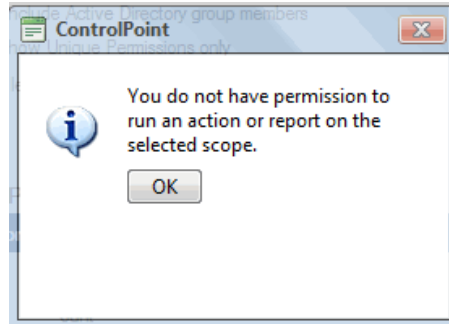 Include Active Directory group members
ControlPoint
Show Unique Permissions only
You do not have permission to
run an action or report on the
selected scope.
OK